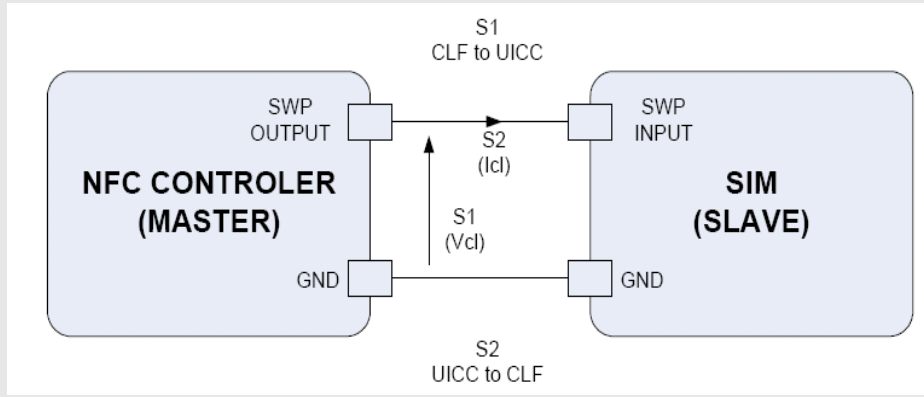 S1
CLF to UICC
SWP
OUTPUT
SWP
INPUT
S2
(Icl)
NFC CONTROLER
(MASTER)
SIM
(SLAVE)
S1
(Vcl)
GND
GND
S2
UICC to CLF